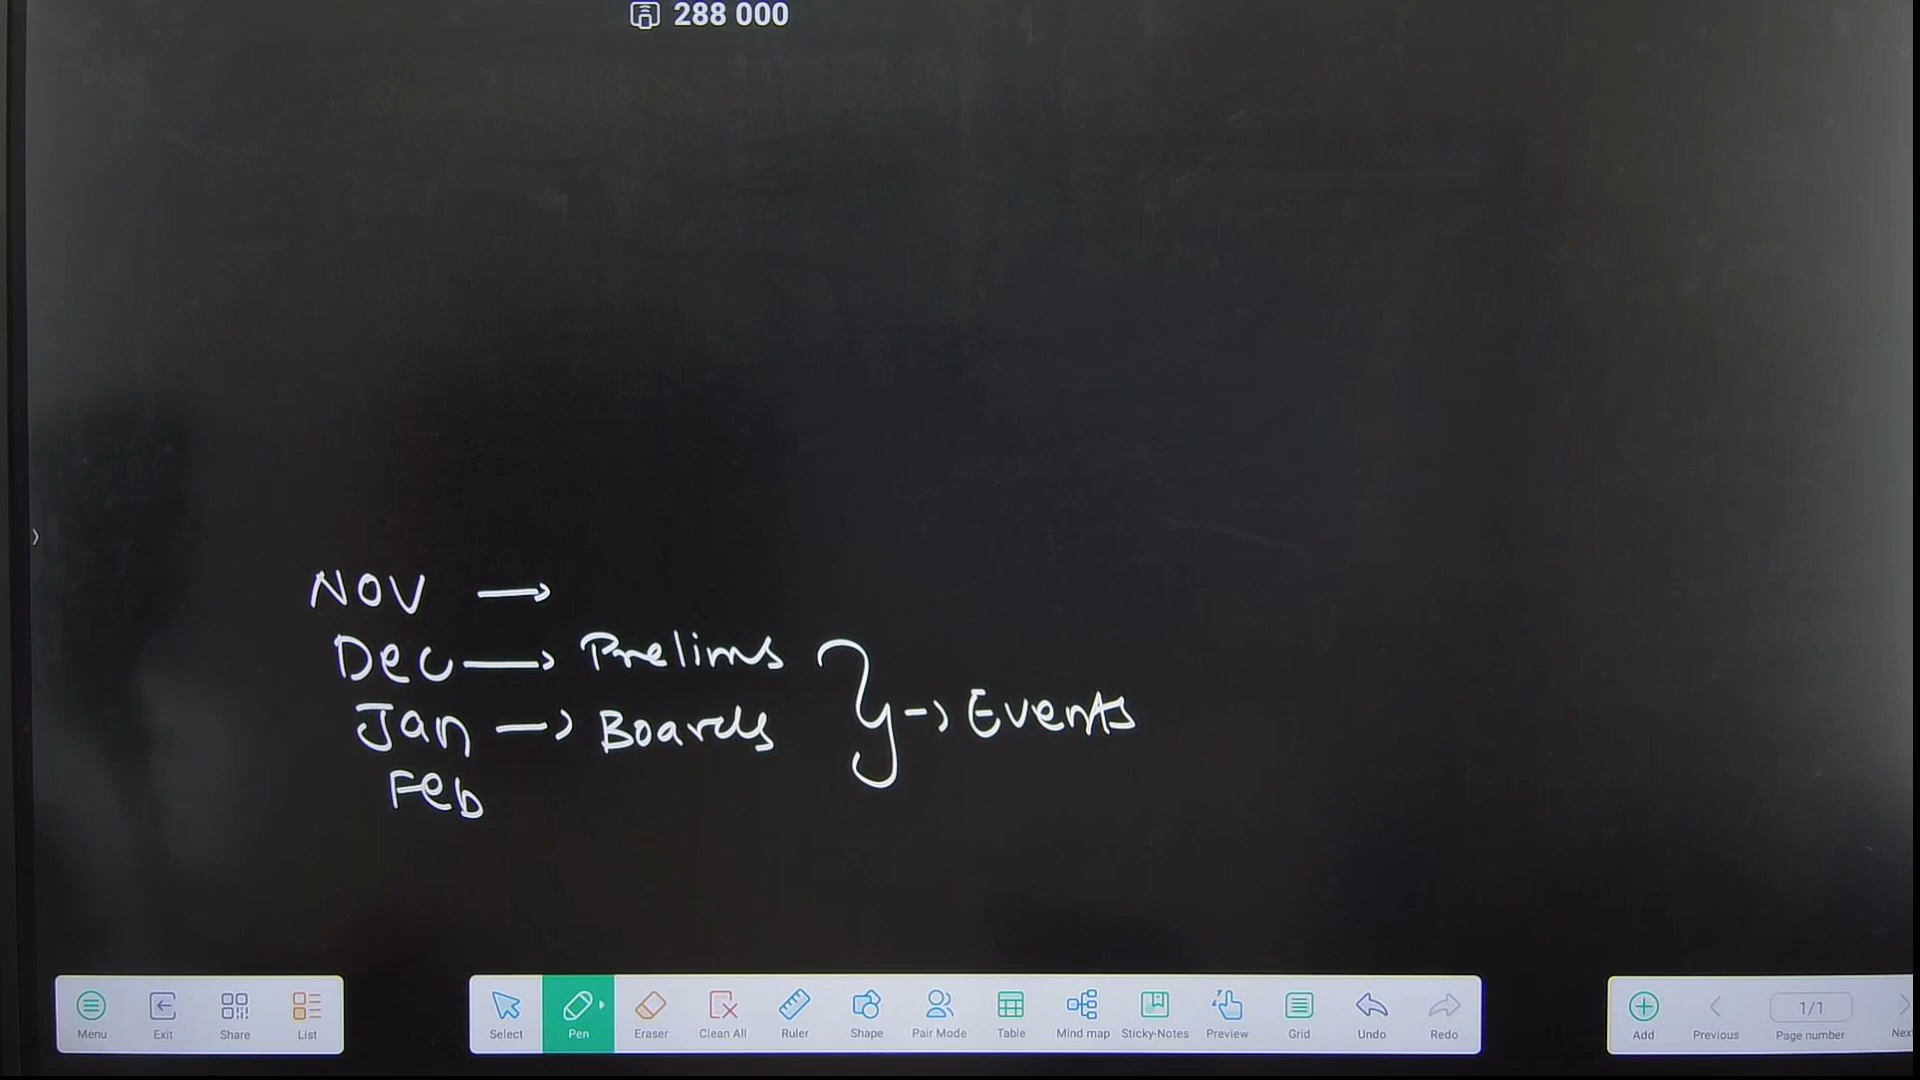 288 000
NOV →
Dec → Prelims
Jan → Boards } → Events
Feb
Menu Exit Share List
Select Pen Eraser Clean All Ruler Shape Pair Mode Table Mind map Sticky-Notes Preview Grid Undo Redo
1/1
Add Previous Page number